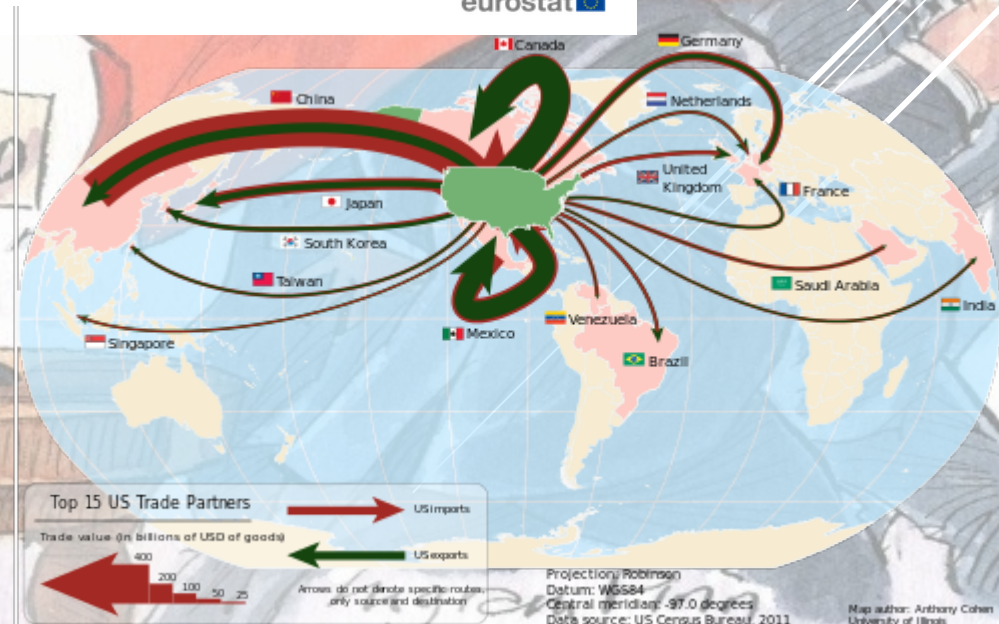 eurostat
Canada
Germany
China
Netherlands
United
Kingdom
France
Japan
South Korea
Taiwan
Saudi Arabia
India
Venezuela
Mexico
Singapore
Brazil
Top 15 US Trade Partners
Trade value (in billions of USD of goods)
400
200
100
50
25
US imports
US exports
Arrows do not denote specific routes,
only source and destination
Projection: Robinson
Datum: WGS84
Central meridian: -97.0 degrees
Data source: US Census Bureau, 2011
Map author: Anthony Cohen
University of Illinois